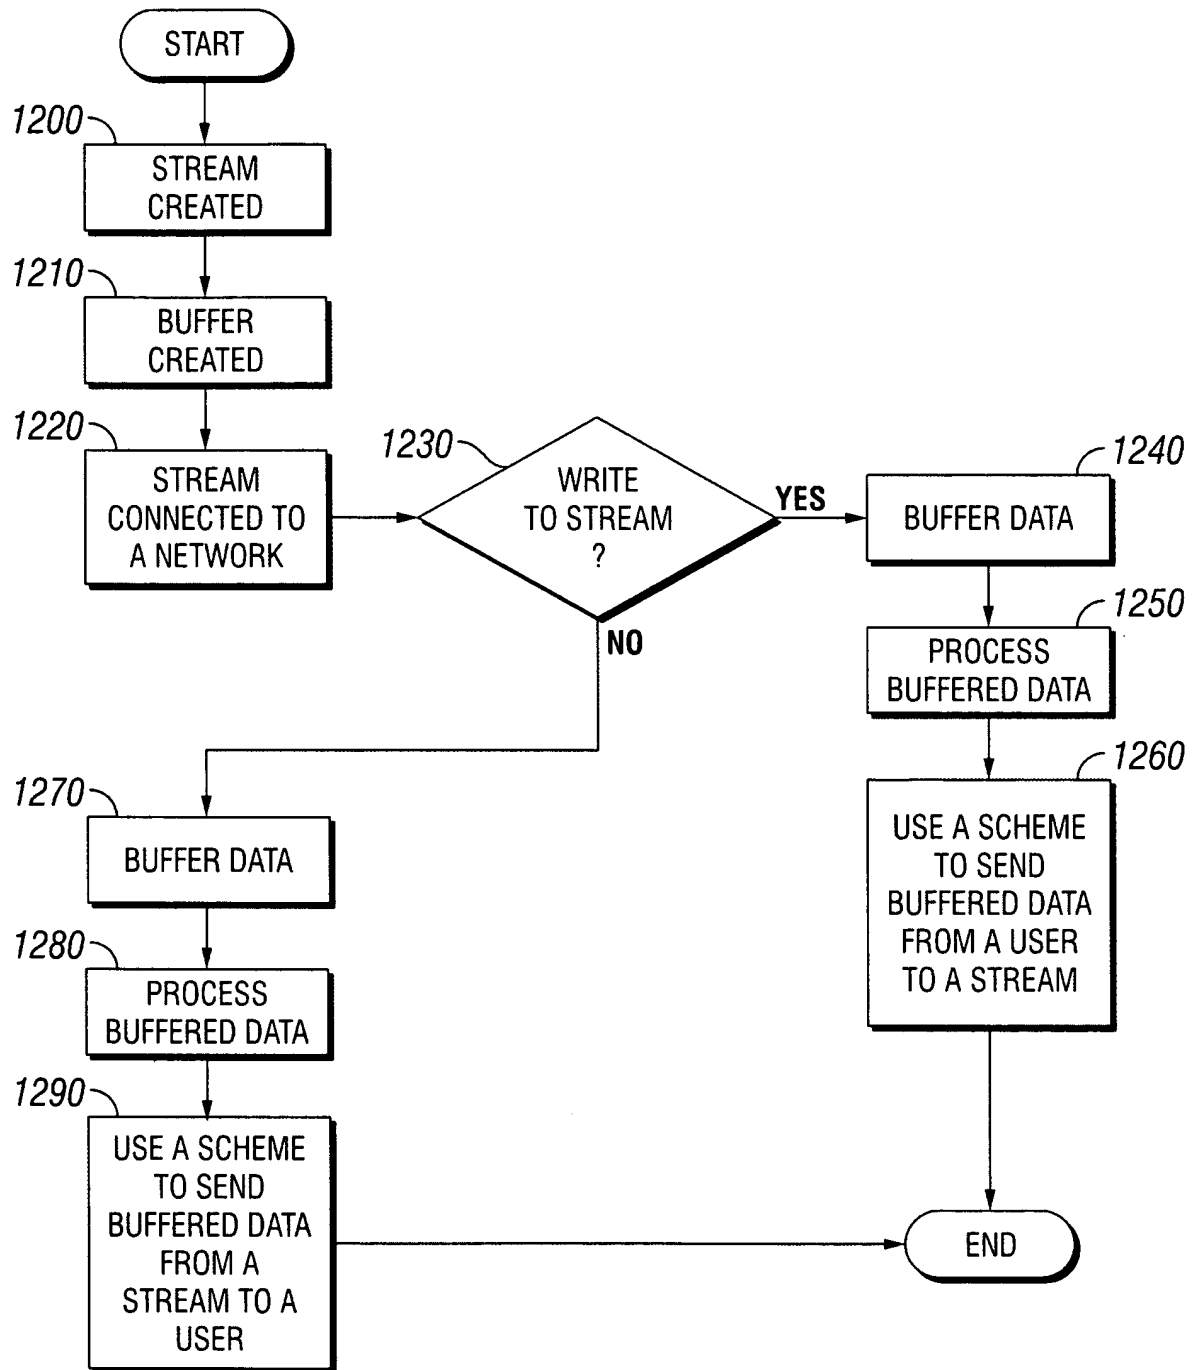 START
1200
STREAM
CREATED
1210
BUFFER
CREATED
1220
STREAM
CONNECTED TO
A NETWORK
1230
WRITE
TO STREAM
?
YES
NO
1240
BUFFER DATA
1250
PROCESS
BUFFERED DATA
1260
USE A SCHEME
TO SEND
BUFFERED DATA
FROM A USER
TO A STREAM
1270
BUFFER DATA
1280
PROCESS
BUFFERED DATA
1290
USE A SCHEME
TO SEND
BUFFERED DATA
FROM A
STREAM TO A
USER
END